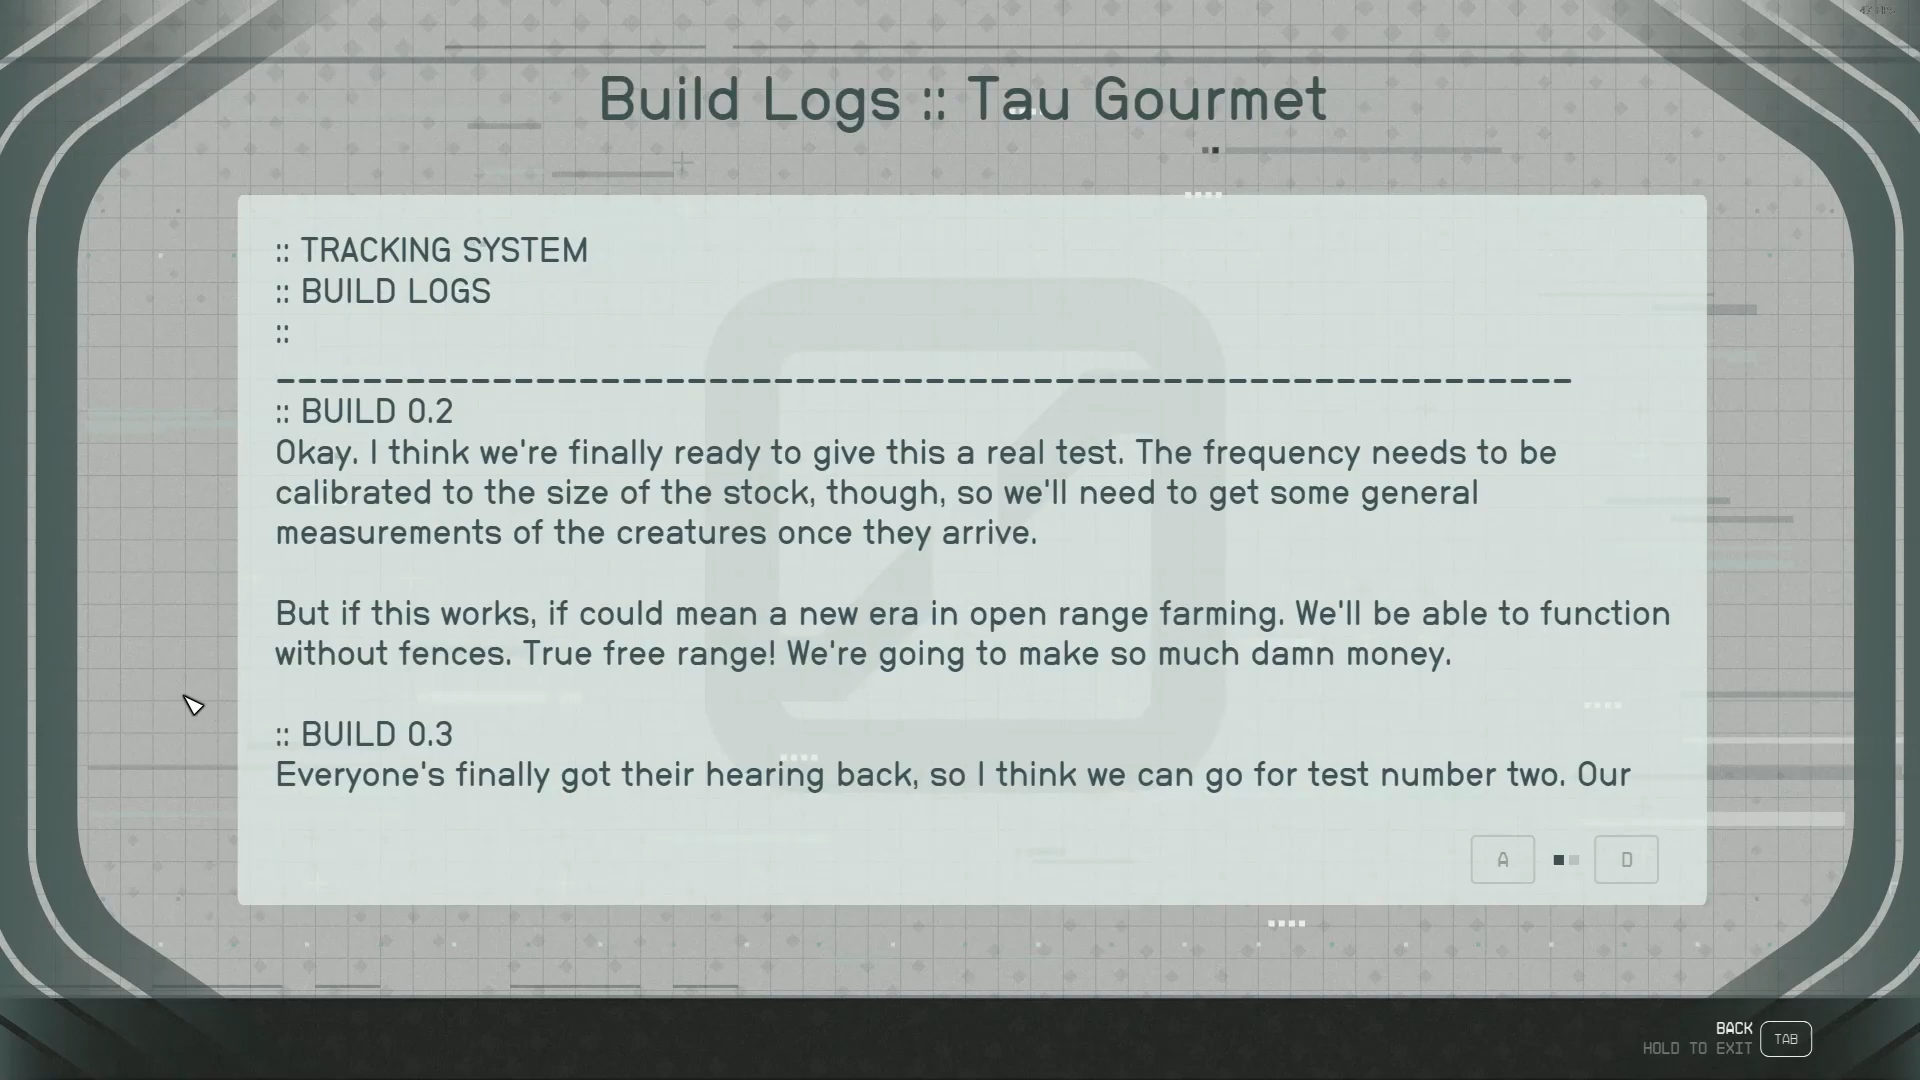 Build Logs :: Tau Gourmet
:: TRACKING SYSTEM
:: BUILD LOGS
::
------------------------------------------------------------
:: BUILD 0.2
Okay. I think we're finally ready to give this a real test. The frequency needs to be
calibrated to the size of the stock, though, so we'll need to get some general
measurements of the creatures once they arrive.
But if this works, if could mean a new era in open range farming. We'll be able to function
without fences. True free range! We're going to make so much damn money.
:: BUILD 0.3
Everyone's finally got their hearing back, so I think we can go for test number two. Our
A
D
BACK
HOLD TO EXIT
TAB